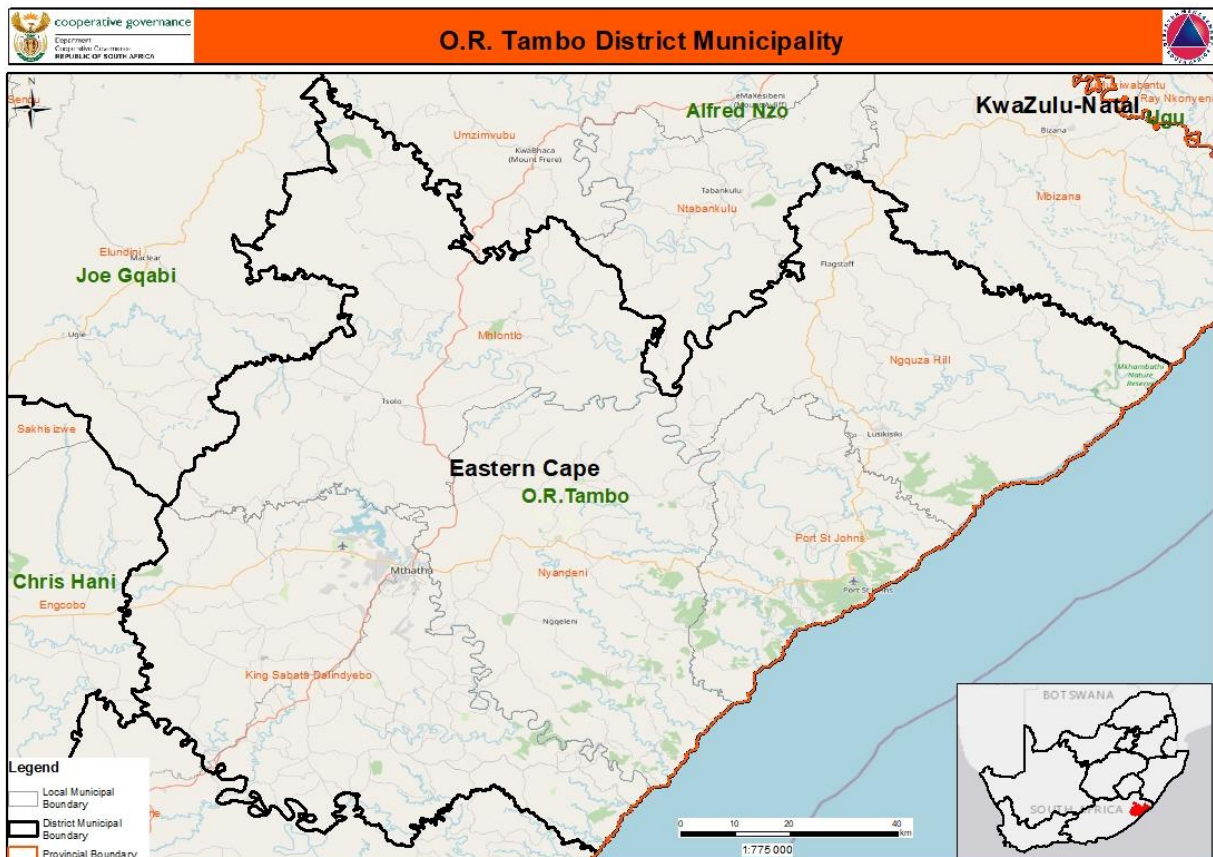 cooperative governance
Department
Cooperative Governance
REPUBLIC OF SOUTH AFRICA
O.R. Tambo District Municipality
N
KwaZulu-Natal
Ray Nkonyeni
Ugu
Bizana
eMaXesibeni
(Mount Ayliff)
Alfred Nzo
Umzimvubu
KwaBhaca
(Mount Frere)
Tabankulu
Ntabankulu
Mbizana
Elundini
Maclear
Joe Gqabi
Ugie
Flagstaff
Mhlontlo
Ngquza Hill
Mkhambathi
Nature
Reserve
Tsolo
Sakhisizwe
Lusikisiki
Eastern Cape
O.R.Tambo
Port St Johns
Mthatha
Nyandeni
Chris Hani
Engcobo
Port St Johns
Ngqeleni
King Sabata Dalindyebo
Legend
Local Municipal
Boundary
District Municipal
Boundary
Provincial Boundary
0 10 20 40
km
1:775 000
BOTSWANA
SOUTH AFRICA